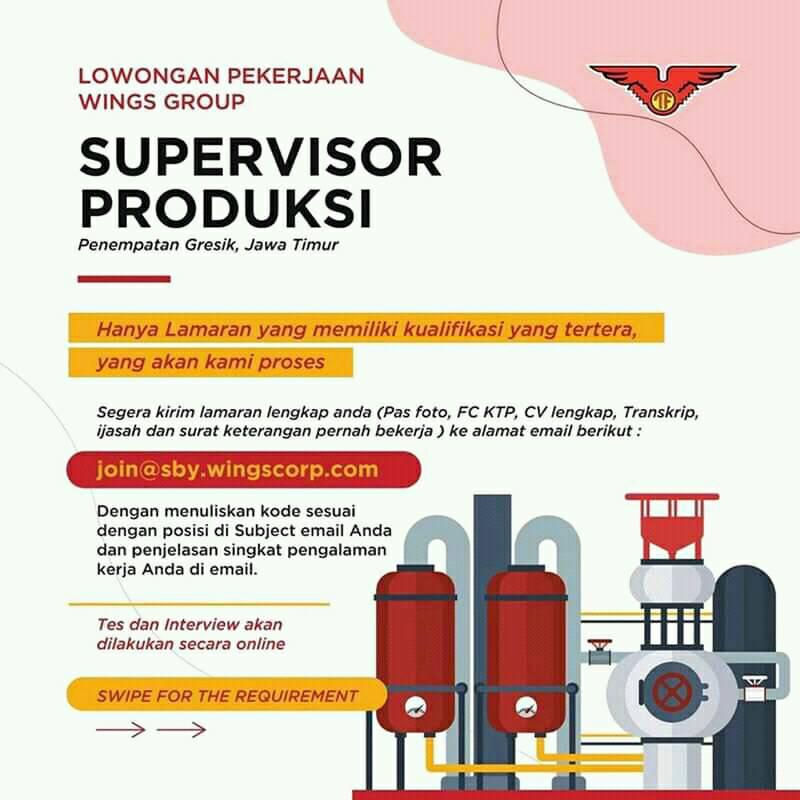 LOWONGAN PEKERJAAN
WINGS GROUP
SUPERVISOR
PRODUKSI
Penempatan Gresik, Jawa Timur
Hanya Lamaran yang memiliki kualifikasi yang tertera,
yang akan kami proses
Segera kirim lamaran lengkap anda (Pas foto, FC KTP, CV lengkap, Transkrip,
ijasah dan surat keterangan pernah bekerja ) ke alamat email berikut :
join@sby.wingscorp.com
Dengan menuliskan kode sesuai
dengan posisi di Subject email Anda
dan penjelasan singkat pengalaman
kerja Anda di email.
Tes dan Interview akan
dilakukan secara online
SWIPE FOR THE REQUIREMENT